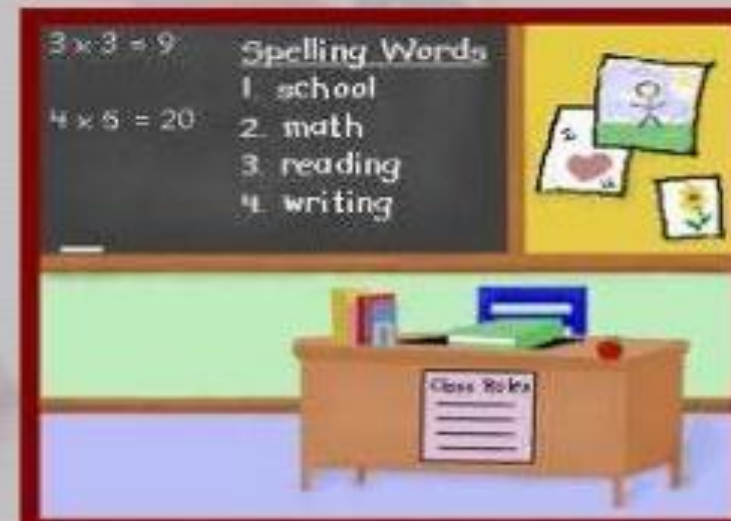 3 x 3 = 9
4 x 5 = 20
Spelling Words
1. school
2. math
3. reading
4. writing
Class Rules